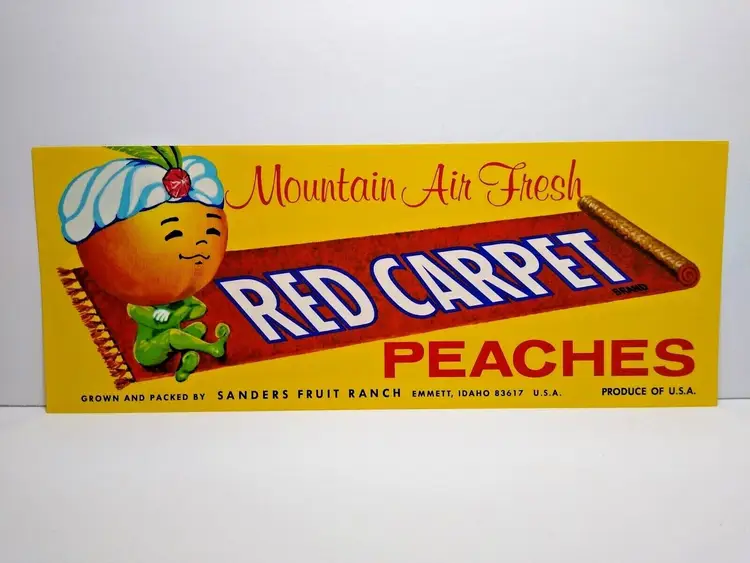 Mountain Air Fresh
RED CARPET
BRAND
PEACHES
GROWN AND PACKED BY SANDERS FRUIT RANCH EMMETT, IDAHO 83617 U.S.A. PRODUCE OF U.S.A.